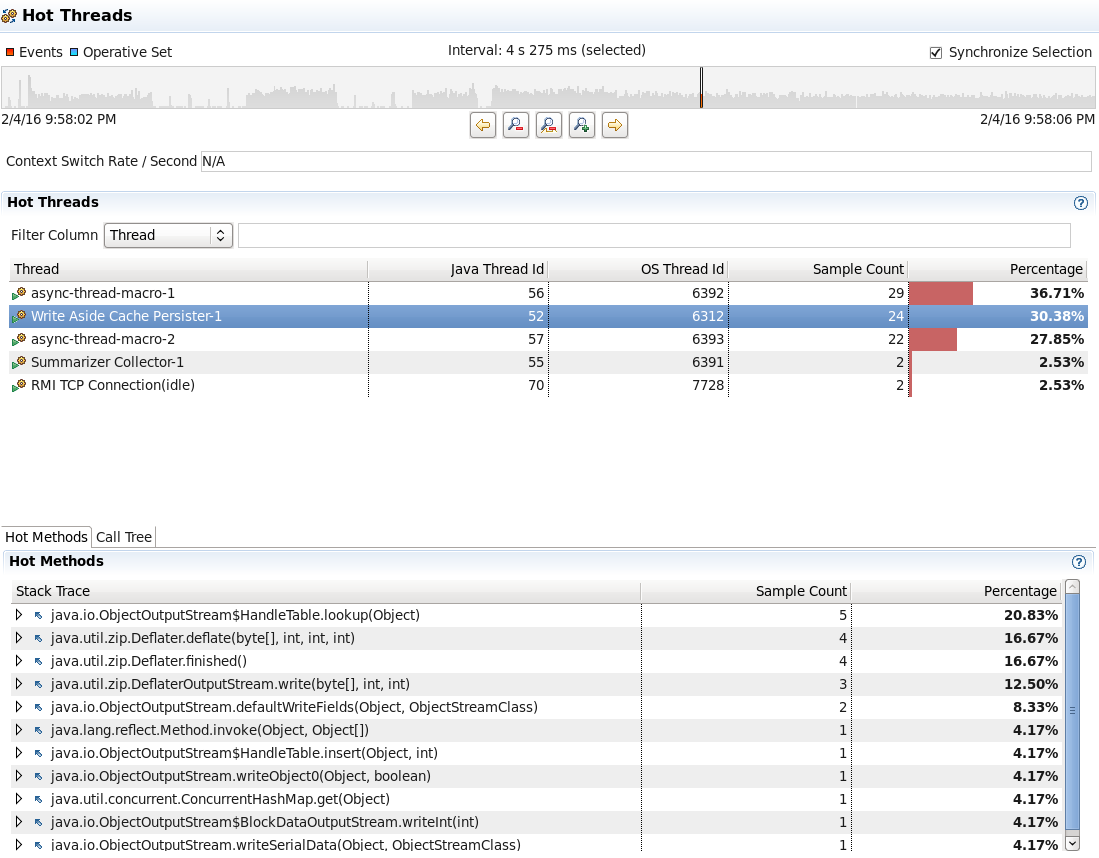 Hot Threads
Events Operative Set Interval: 4 s 275 ms (selected) Synchronize Selection
2/4/16 9:58:02 PM 2/4/16 9:58:06 PM
Context Switch Rate / Second N/A
Hot Threads
Filter Column Thread
Thread Java Thread Id OS Thread Id Sample Count Percentage
async-thread-macro-1 56 6392 29 36.71%
Write Aside Cache Persister-1 52 6312 24 30.38%
async-thread-macro-2 57 6393 22 27.85%
Summarizer Collector-1 55 6391 2 2.53%
RMI TCP Connection(idle) 70 7728 2 2.53%
Hot Methods Call Tree
Hot Methods
Stack Trace Sample Count Percentage
java.io.ObjectOutputStream$HandleTable.lookup(Object) 5 20.83%
java.util.zip.Deflater.deflate(byte[], int, int, int) 4 16.67%
java.util.zip.Deflater.finished() 4 16.67%
java.util.zip.DeflaterOutputStream.write(byte[], int, int) 3 12.50%
java.io.ObjectOutputStream.defaultWriteFields(Object, ObjectStreamClass) 2 8.33%
java.lang.reflect.Method.invoke(Object, Object[]) 1 4.17%
java.io.ObjectOutputStream$HandleTable.insert(Object, int) 1 4.17%
java.io.ObjectOutputStream.writeObject0(Object, boolean) 1 4.17%
java.util.concurrent.ConcurrentHashMap.get(Object) 1 4.17%
java.io.ObjectOutputStream$BlockDataOutputStream.writeInt(int) 1 4.17%
java.io.ObjectOutputStream.writeSerialData(Object, ObjectStreamClass) 1 4.17%